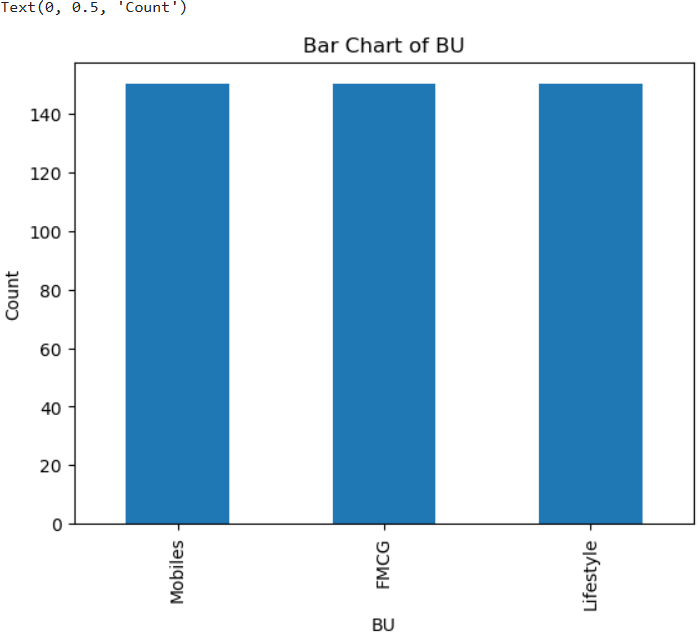 Text(0, 0.5, 'Count')
Bar Chart of BU
140
120
100
80
60
40
20
0
Count
Mobiles
FMCG
Lifestyle
BU